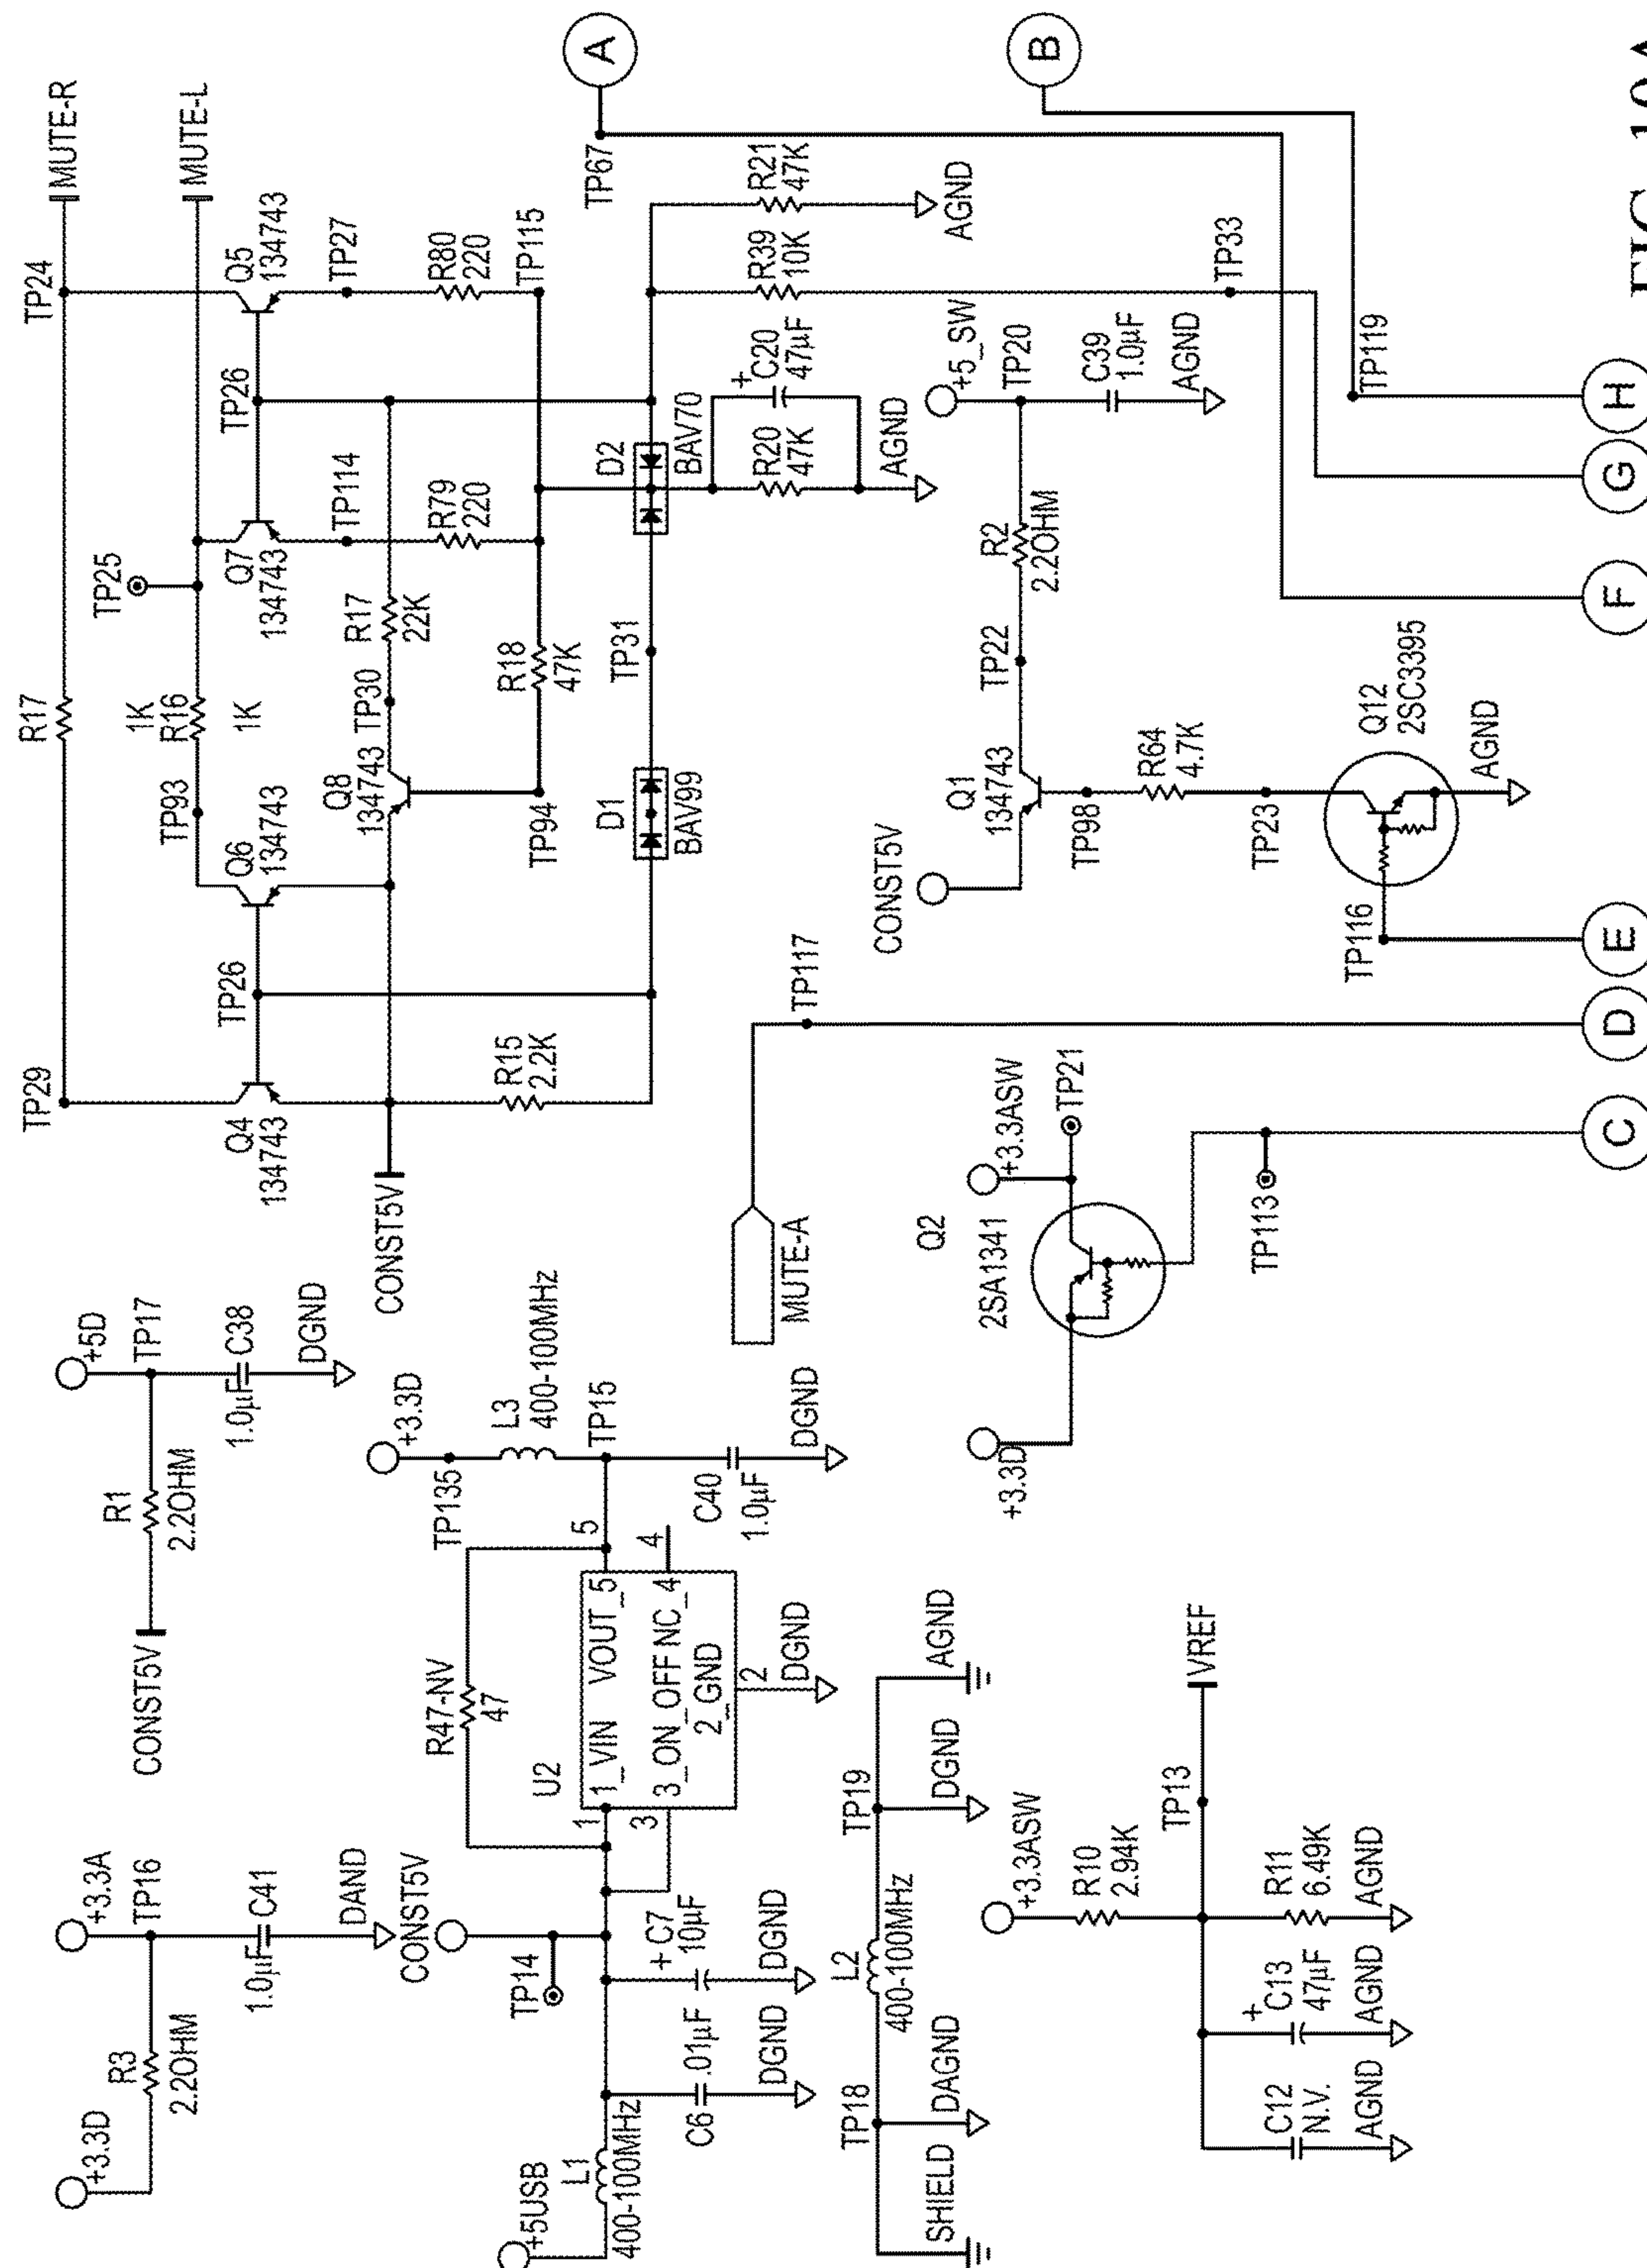 +3.3D
R3
2.2OHM
+3.3A
TP16
C41
1.0µF
DAND
CONST5V
R1
2.2OHM
+5D
TP17
C38
1.0µF
DGND
+5USB
L1
400-100MHz
C6
.01µF
DGND
TP14
CONST5V
+
C7
10µF
DGND
U2
R47-NV
47
1
3
1_VIN
VOUT_5
3_ON_OFF
NC_4
2_GND
2
DGND
5
4
TP135
+3.3D
L3
400-100MHz
TP15
C40
1.0µF
DGND
SHIELD
TP18
DAGND
L2
400-100MHz
TP19
DGND
AGND
+3.3ASW
R10
2.94K
TP13
VREF
C12
N.V.
AGND
+
C13
47µF
AGND
R11
6.49K
AGND
TP29
R17
TP24
MUTE-R
1K
R16
1K
TP93
TP25
MUTE-L
Q4
134743
TP26
Q6
134743
Q7
134743
TP26
Q5
134743
CONST5V
Q8
134743
TP30
R17
22K
TP114
TP27
R15
2.2K
R79
220
R80
220
TP94
R18
47K
TP115
D1
BAV99
TP31
D2
BAV70
R20
47K
+
C20
47µF
AGND
R39
10K
R21
47K
AGND
TP67
A
B
MUTE-A
TP117
CONST5V
Q1
134743
TP22
R2
2.2OHM
+5_SW
TP20
C39
1.0µF
AGND
TP98
R64
4.7K
TP23
TP116
Q12
2SC3395
AGND
TP33
TP119
+3.3D
Q2
2SA1341
+3.3ASW
TP21
TP113
C
D
E
F
G
H